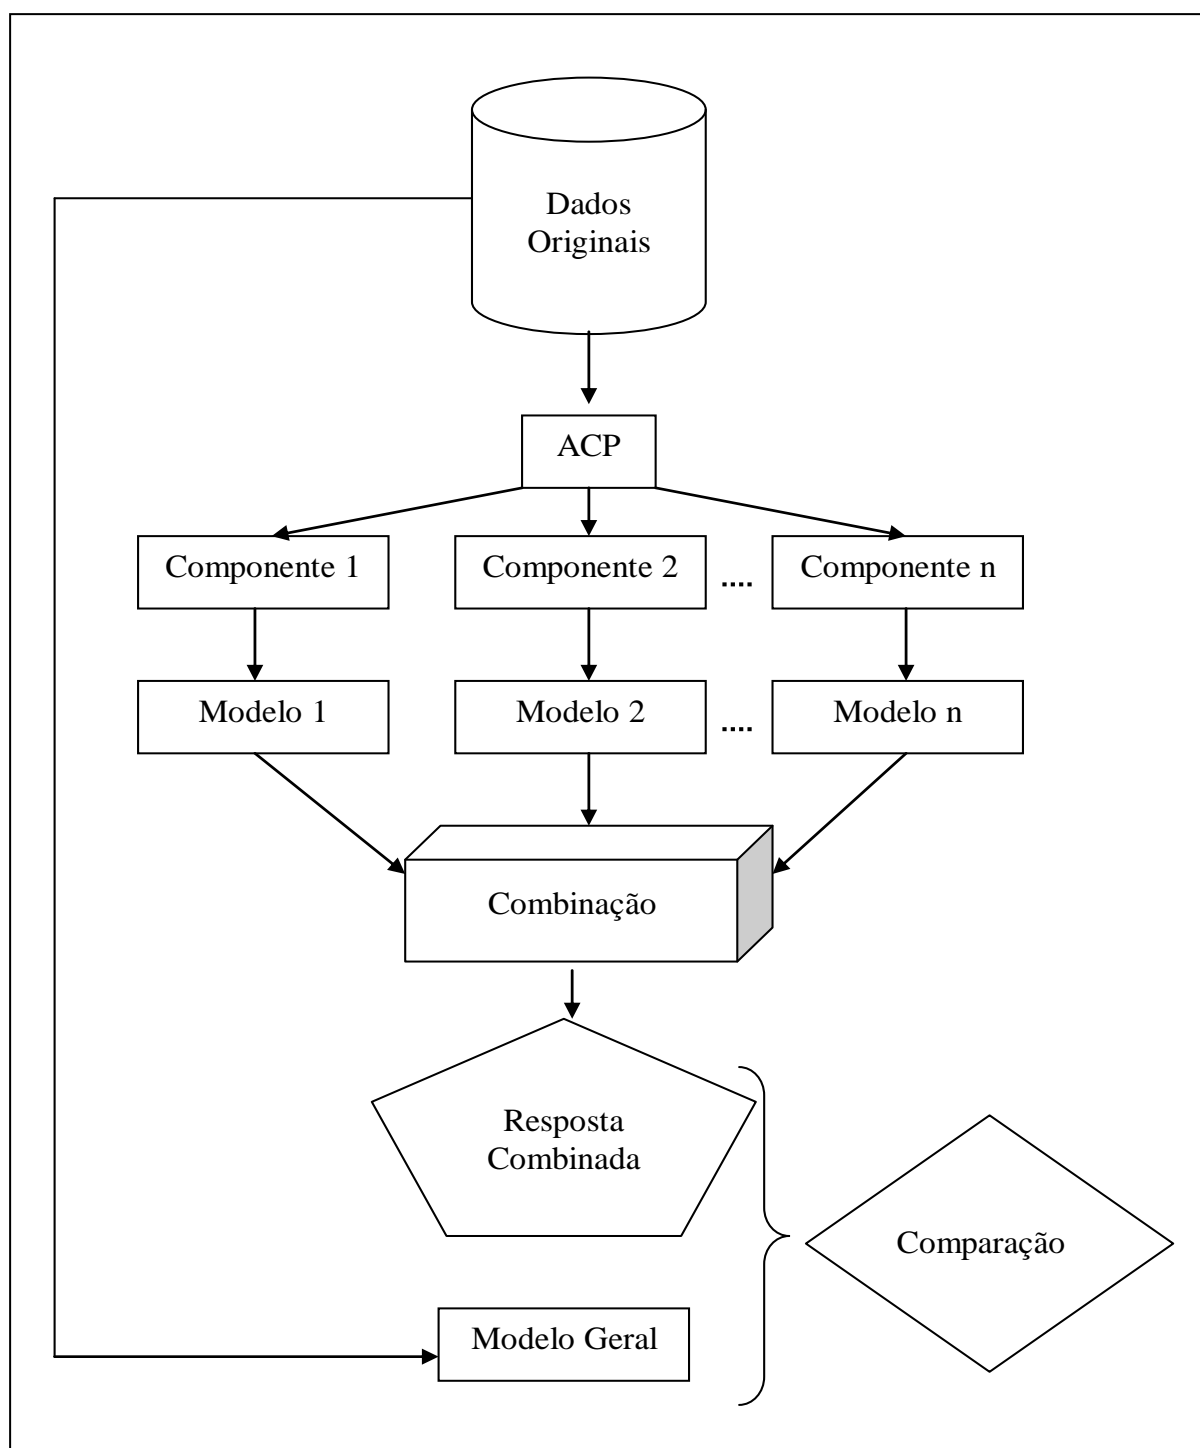 Dados
Originais
ACP
Componente 1
Componente 2
....
Componente n
Modelo 1
Modelo 2
....
Modelo n
Combinação
Resposta
Combinada
Comparação
Modelo Geral